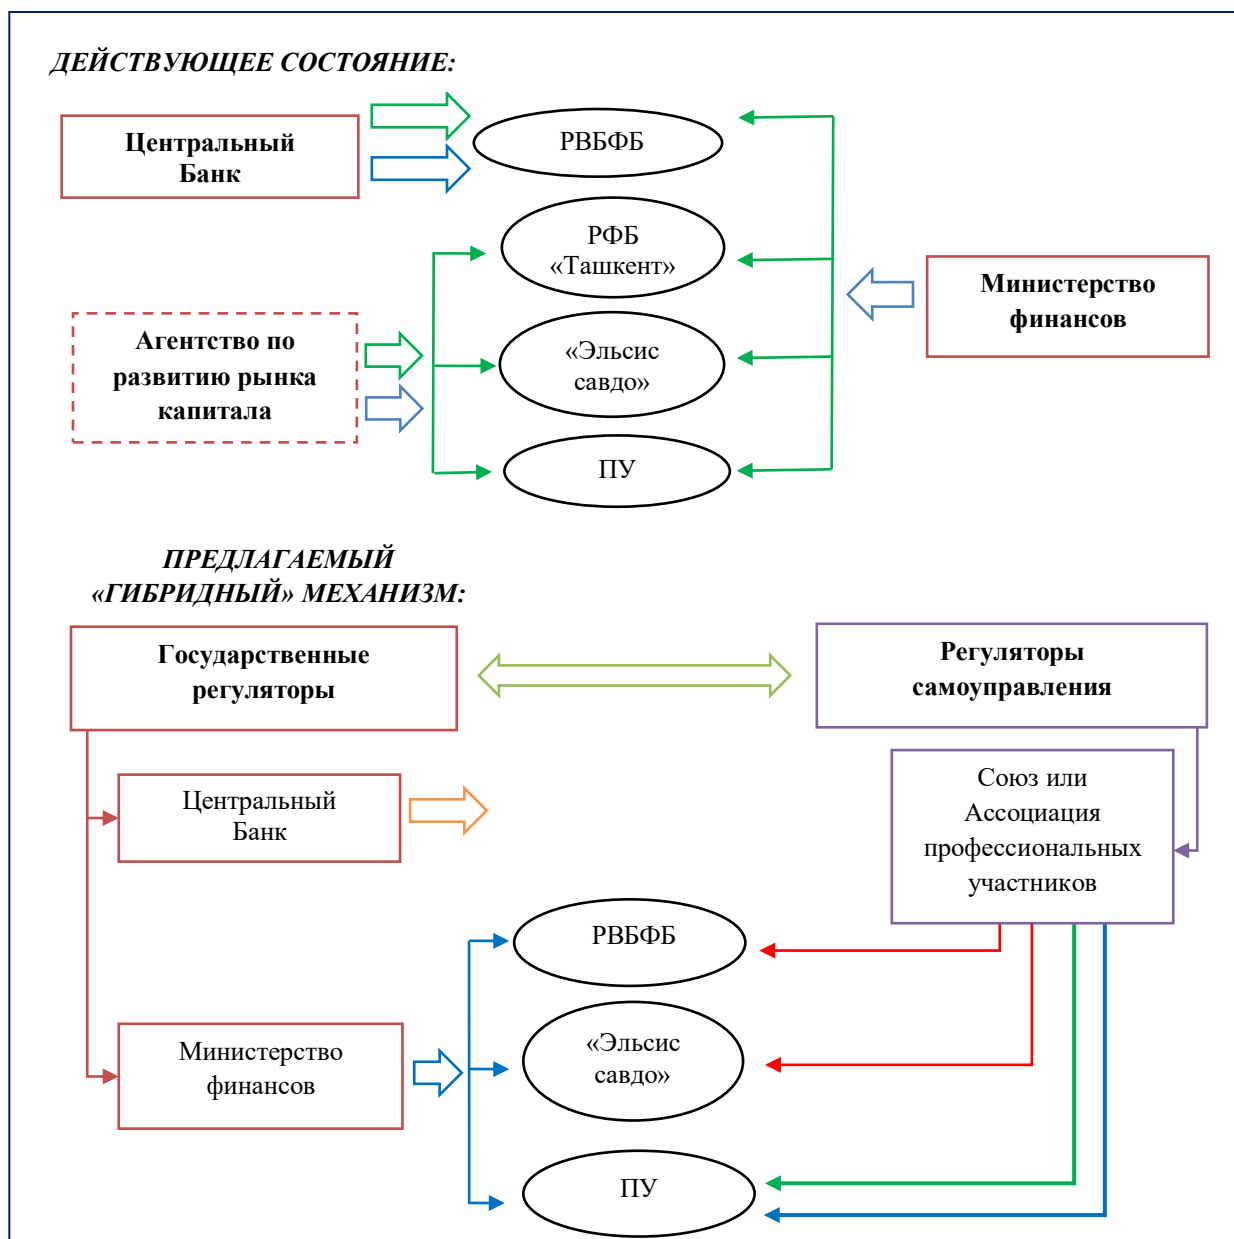 ДЕЙСТВУЮЩЕЕ СОСТОЯНИЕ:
Центральный
Банк
РВБФБ
РФБ
«Ташкент»
Министерство
финансов
Агентство по
развитию рынка
капитала
«Эльсис
савдо»
ПУ
ПРЕДЛАГАЕМЫЙ
«ГИБРИДНЫЙ» МЕХАНИЗМ:
Государственные
регуляторы
Регуляторы
самоуправления
Центральный
Банк
Союз или
Ассоциация
профессиональных
участников
РВБФБ
Министерство
финансов
«Эльсис
савдо»
ПУ